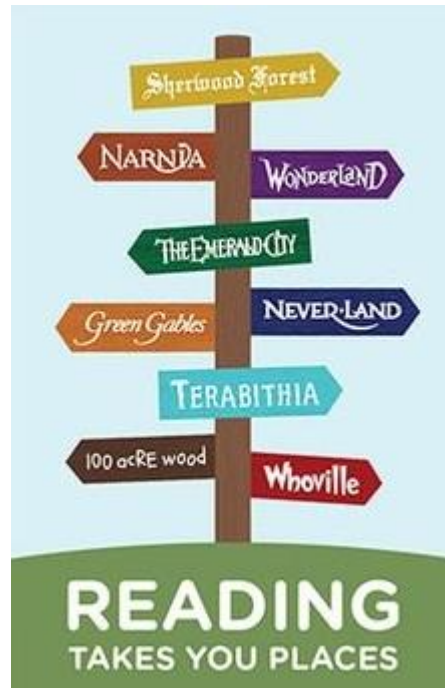 Sherwood Forest
NARNIA
WONDERLAND
THE EMERALD CITY
Green Gables
NEVER·LAND
TERABITHIA
100 acRE wood
Whoville
READING
TAKES YOU PLACES